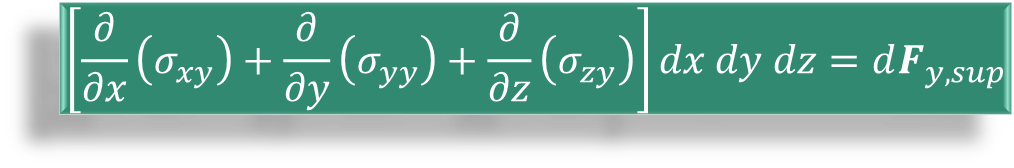 [∂/∂x (σ_xy) + ∂/∂y (σ_yy) + ∂/∂z (σ_zy)] dx dy dz = dF_y,sup